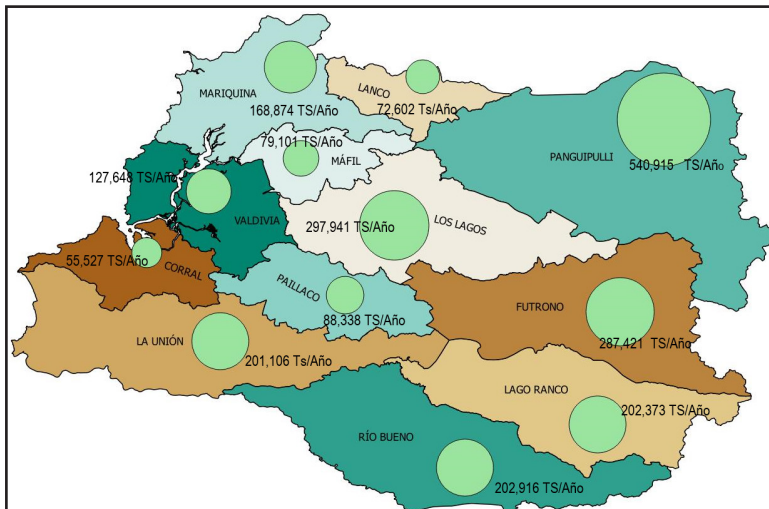 MARIQUINA
168,874 TS/Año
LANCO
72,602 Ts/Año
PANGUIPULLI
540,915 TS/Año
79,101 TS/Año
MÁFIL
127,648 TS/Año
VALDIVIA
297,941 TS/Año
LOS LAGOS
55,527 TS/Año
CORRAL
PAILLACO
88,338 TS/Año
FUTRONO
287,421 TS/Año
LA UNIÓN
201,106 Ts/Año
LAGO RANCO
202,373 TS/Año
RÍO BUENO
202,916 TS/Año